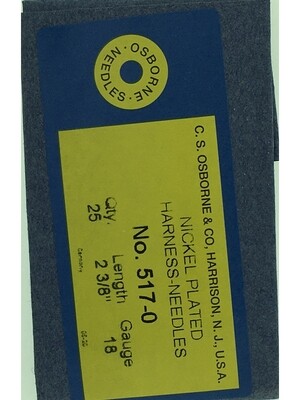 OSBORNE
NEEDLES
C. S. OSBORNE & CO, HARRISON, N. J., U.S.A.
NICKEL PLATED
HARNESS-NEEDLES
No. 517-0
Qty. Length Gauge
25 2 3/8" 18